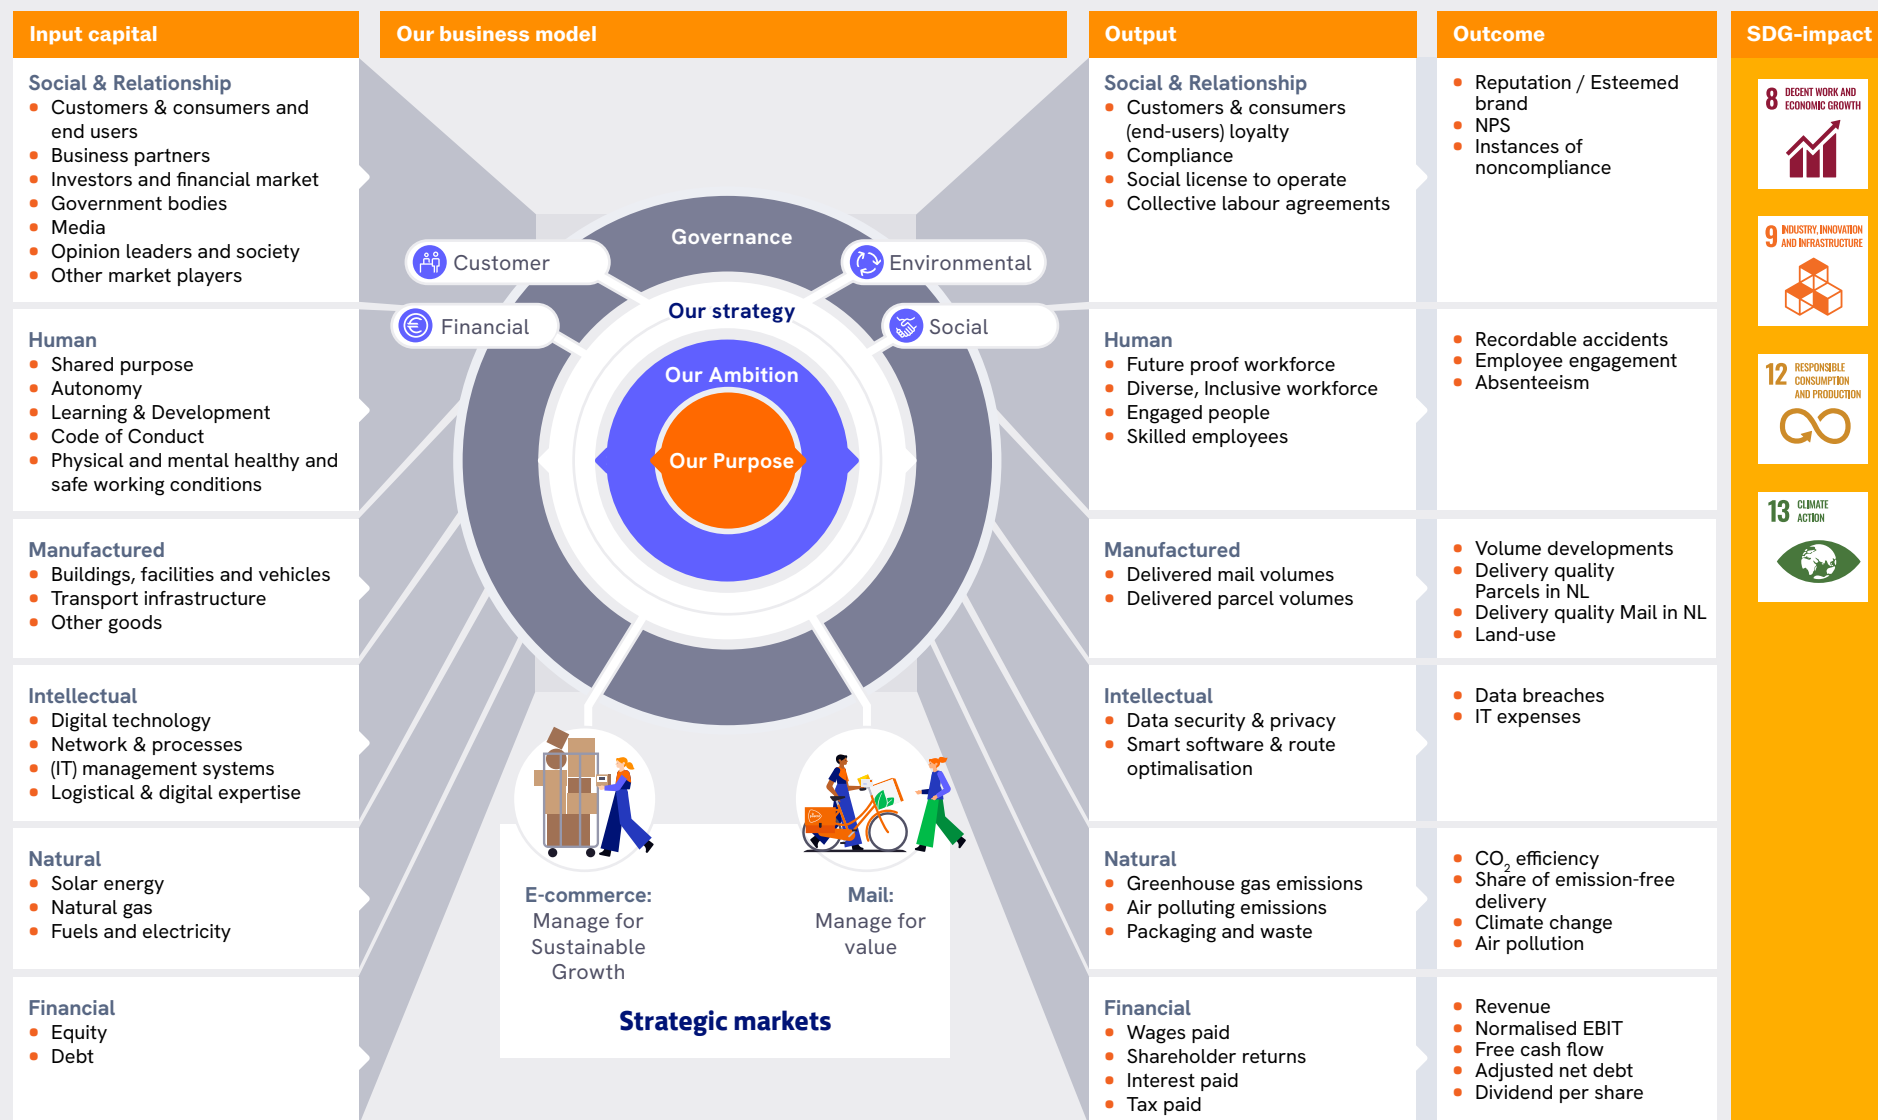 Input capital
Social & Relationship
Customers & consumers and
end users
Business partners
Investors and financial market
Government bodies
Media
Opinion leaders and society
Other market players
Human
Shared purpose
Autonomy
Learning & Development
Code of Conduct
Physical and mental healthy and
safe working conditions
Manufactured
Buildings, facilities and vehicles
Transport infrastructure
Other goods
Intellectual
Digital technology
Network & processes
(IT) management systems
Logistical & digital expertise
Natural
Solar energy
Natural gas
Fuels and electricity
Financial
Equity
Debt
Our business model
Governance
Customer
Environmental
Financial
Social
Our strategy
Our Ambition
Our Purpose
E-commerce:
Manage for
Sustainable
Growth
Mail:
Manage for
value
Strategic markets
Output
Social & Relationship
Customers & consumers
(end-users) loyalty
Compliance
Social license to operate
Collective labour agreements
Human
Future proof workforce
Diverse, Inclusive workforce
Engaged people
Skilled employees
Manufactured
Delivered mail volumes
Delivered parcel volumes
Intellectual
Data security & privacy
Smart software & route
optimalisation
Natural
Greenhouse gas emissions
Air polluting emissions
Packaging and waste
Financial
Wages paid
Shareholder returns
Interest paid
Tax paid
Outcome
Reputation / Esteemed
brand
NPS
Instances of
noncompliance
Recordable accidents
Employee engagement
Absenteeism
Volume developments
Delivery quality
Parcels in NL
Delivery quality Mail in NL
Land-use
Data breaches
IT expenses
CO2 efficiency
Share of emission-free
delivery
Climate change
Air pollution
Revenue
Normalised EBIT
Free cash flow
Adjusted net debt
Dividend per share
SDG-impact
8 DECENT WORK AND
ECONOMIC GROWTH
9 INDUSTRY, INNOVATION
AND INFRASTRUCTURE
12 RESPONSIBLE
CONSUMPTION
AND PRODUCTION
13 CLIMATE
ACTION